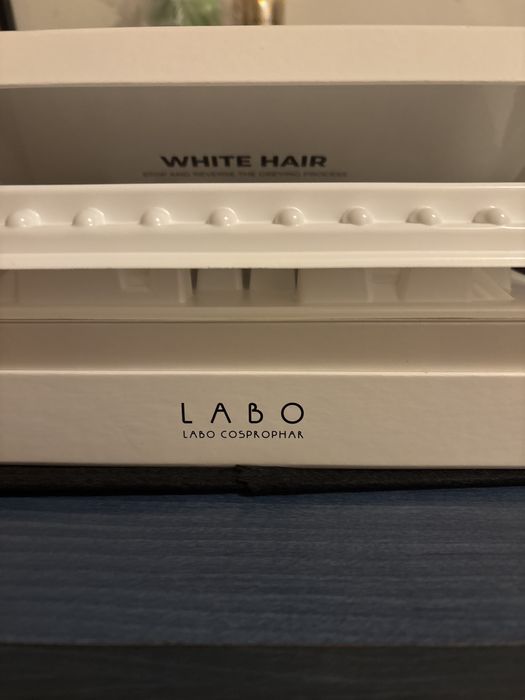 WHITE HAIR
STOP AND REVERSE THE GREYING PROCESS
LABO
LABO COSPROPHAR